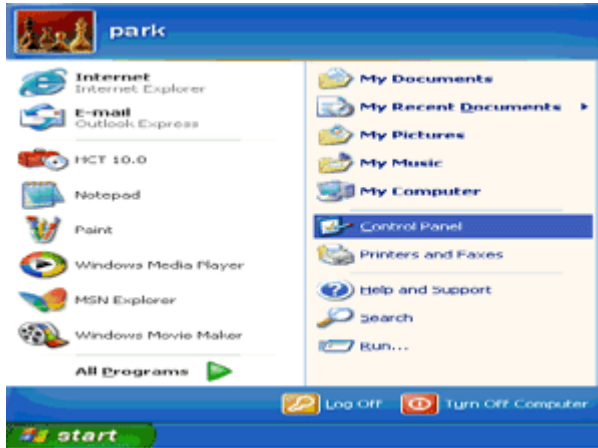 park
Internet
Internet Explorer
E-mail
Outlook Express
HCT 10.0
Notepad
Paint
Windows Media Player
MSN Explorer
Windows Movie Maker
All Programs
My Documents
My Recent Documents
My Pictures
My Music
My Computer
Control Panel
Printers and Faxes
Help and Support
Search
Run...
Log Off
Turn Off Computer
start